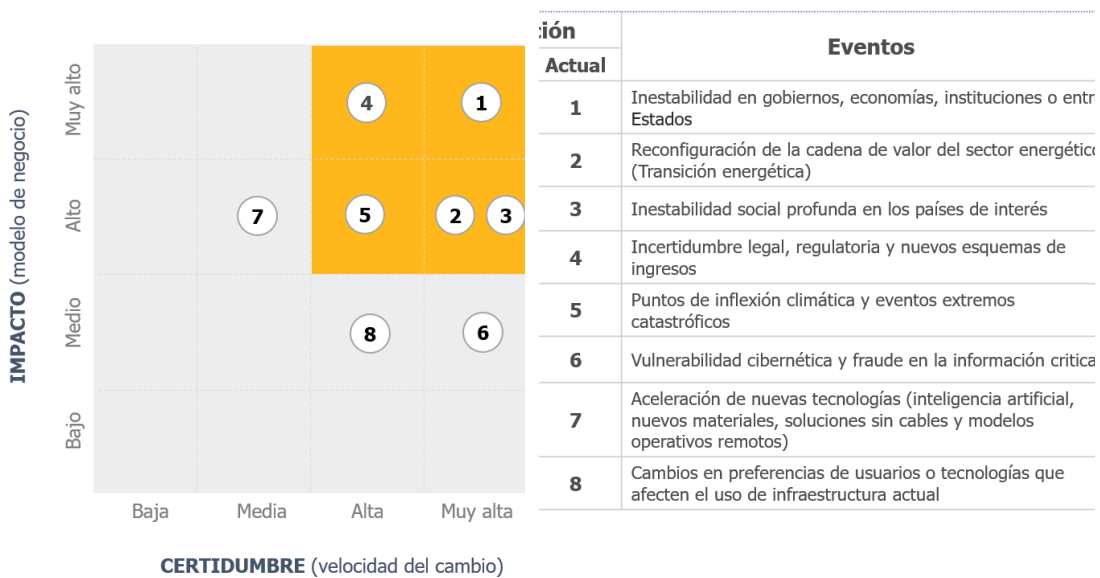 IMPACTO (modelo de negocio)
Muy alto
Alto
Medio
Bajo
4
1
7
5
2
3
8
6
Baja
Media
Alta
Muy alta
CERTIDUMBRE (velocidad del cambio)
ción
Actual
Eventos
1
Inestabilidad en gobiernos, economías, instituciones o entre
Estados
2
Reconfiguración de la cadena de valor del sector energético
(Transición energética)
3
Inestabilidad social profunda en los países de interés
4
Incertidumbre legal, regulatoria y nuevos esquemas de
ingresos
5
Puntos de inflexión climática y eventos extremos
catastróficos
6
Vulnerabilidad cibernética y fraude en la información critica
7
Aceleración de nuevas tecnologías (inteligencia artificial,
nuevos materiales, soluciones sin cables y modelos
operativos remotos)
8
Cambios en preferencias de usuarios o tecnologías que
afecten el uso de infraestructura actual